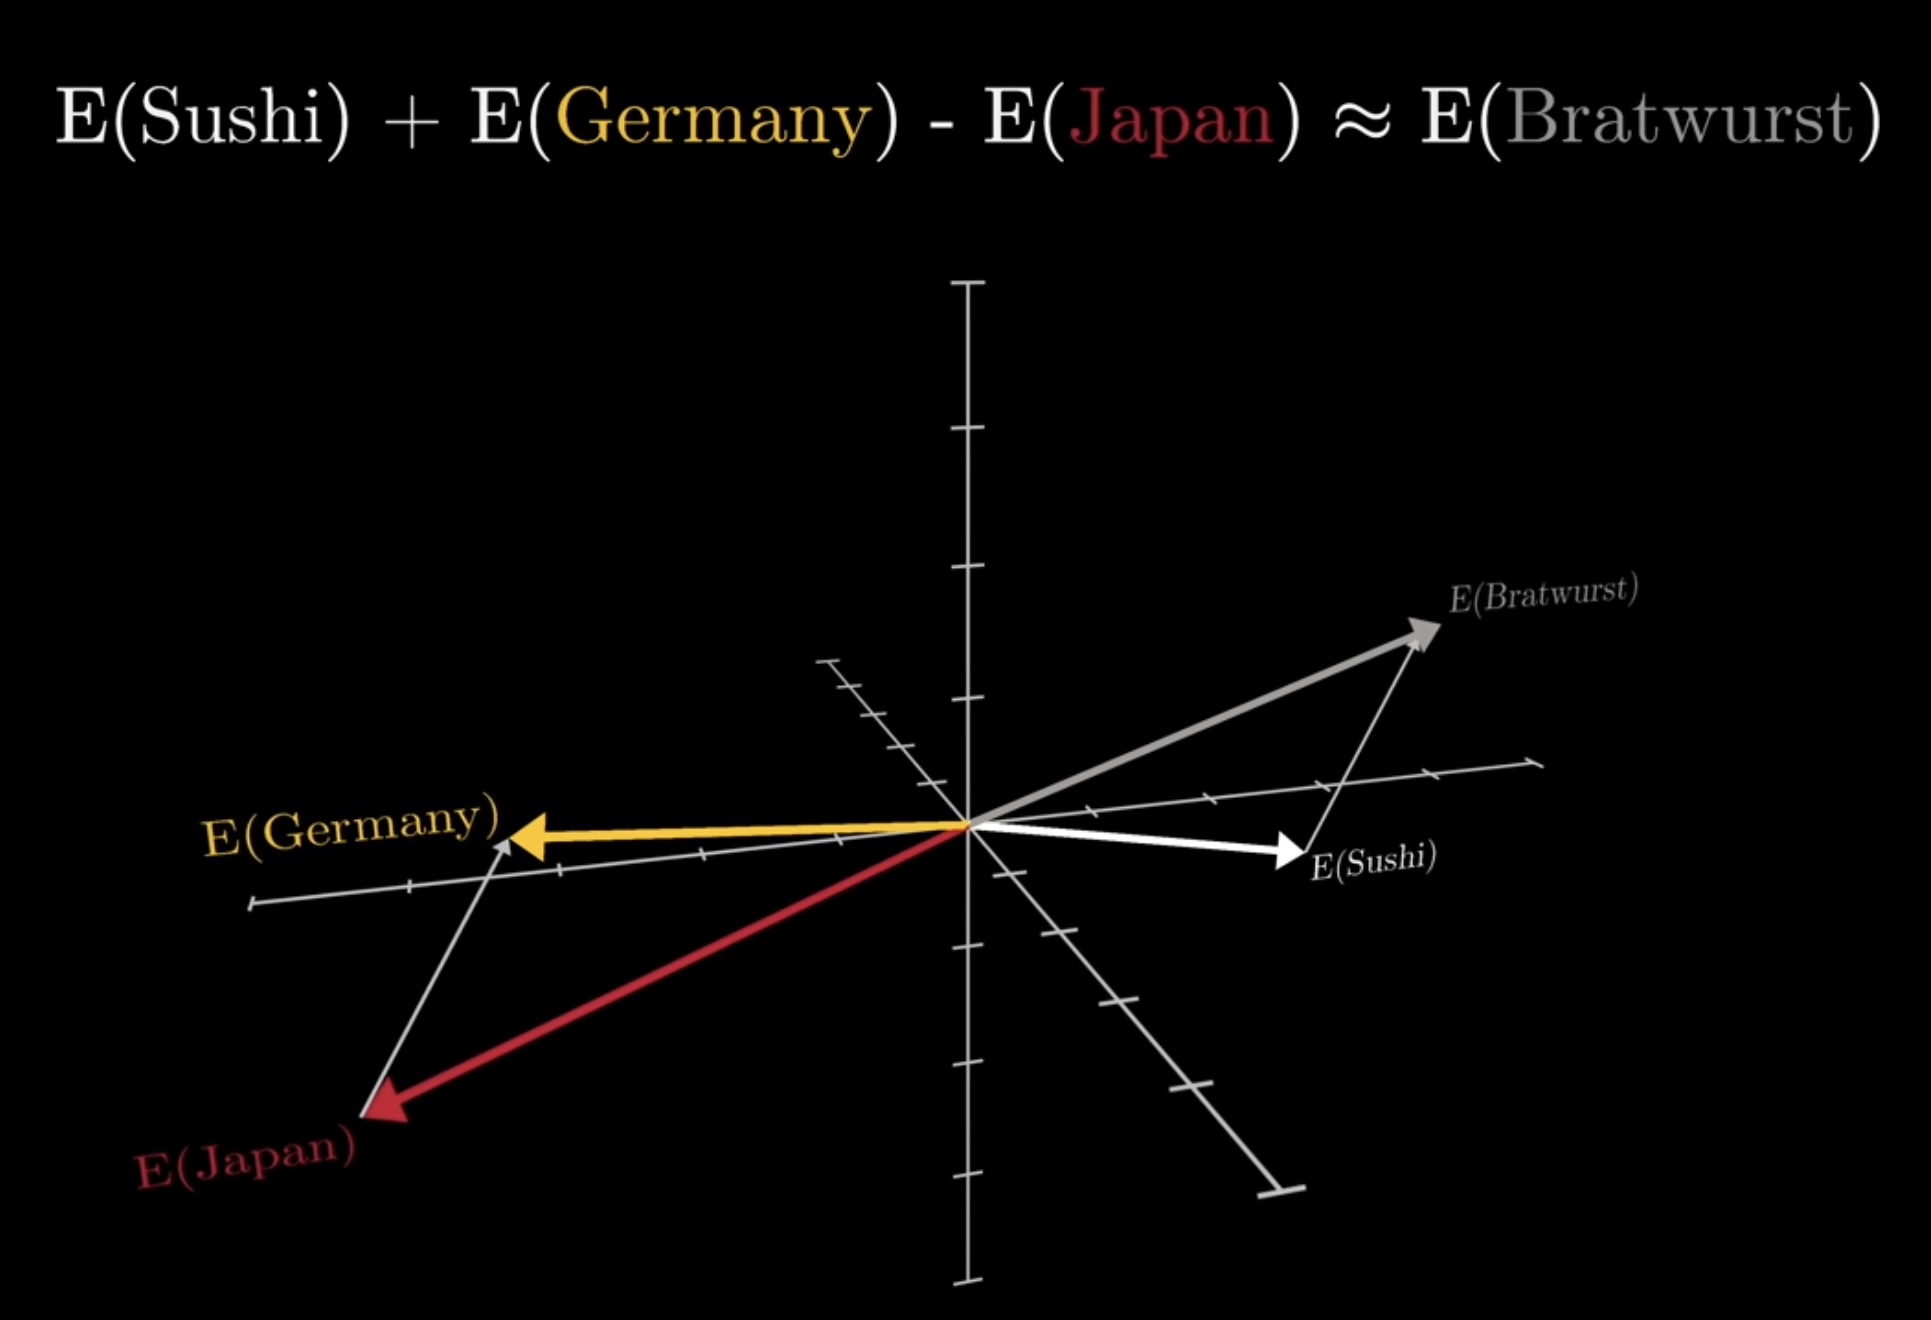 E(Sushi) + E(Germany) - E(Japan) ≈ E(Bratwurst)
E(Bratwurst)
E(Germany)
E(Sushi)
E(Japan)